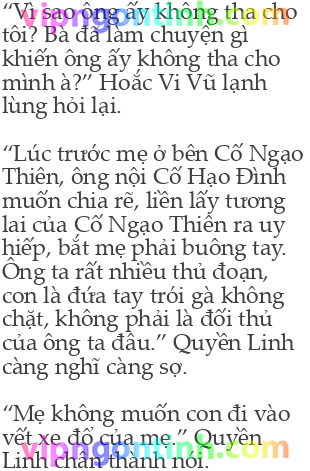 “Vì sao ông ấy không tha cho
tôi? Bà đã làm chuyện gì
khiến ông ấy không tha cho
mình à?” Hoắc Vi Vũ lạnh
lùng hỏi lại.
“Lúc trước mẹ ở bên Cố Ngạo
Thiên, ông nội Cố Hạo Đình
muốn chia rẽ, liền lấy tương
lai của Cố Ngạo Thiên ra uy
hiếp, bắt mẹ phải buông tay.
Ông ta rất nhiều thủ đoạn,
con là đứa tay trói gà không
chặt, không phải là đối thủ
của ông ta đâu.” Quyền Linh
càng nghĩ càng sợ.
“Mẹ không muốn con đi vào
vết xe đổ của mẹ.” Quyền
Linh chân thành nói.
vipngontinh.com
vipngontinh.com